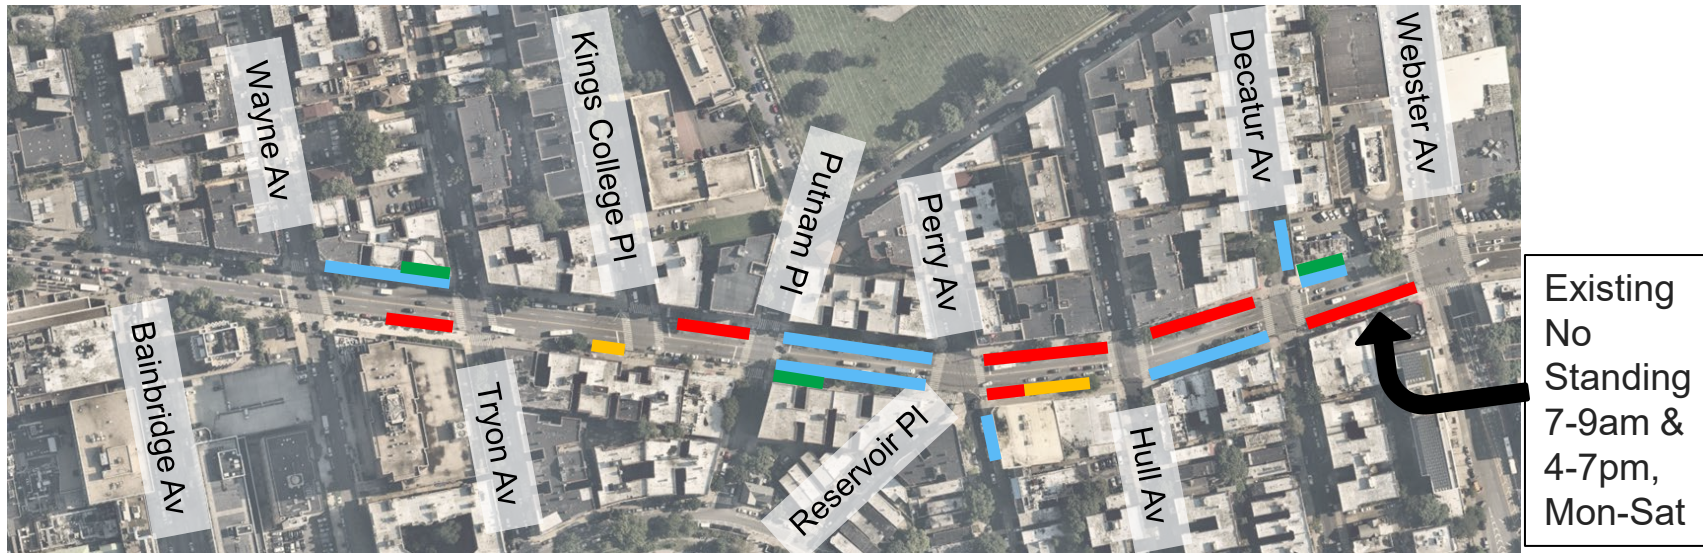 Wayne Av
Kings College Pl
Putnam Pl
Perry Av
Decatur Av
Webster Av
Bainbridge Av
Tryon Av
Reservoir Pl
Hull Av
Existing
No
Standing
7-9am &
4-7pm,
Mon-Sat